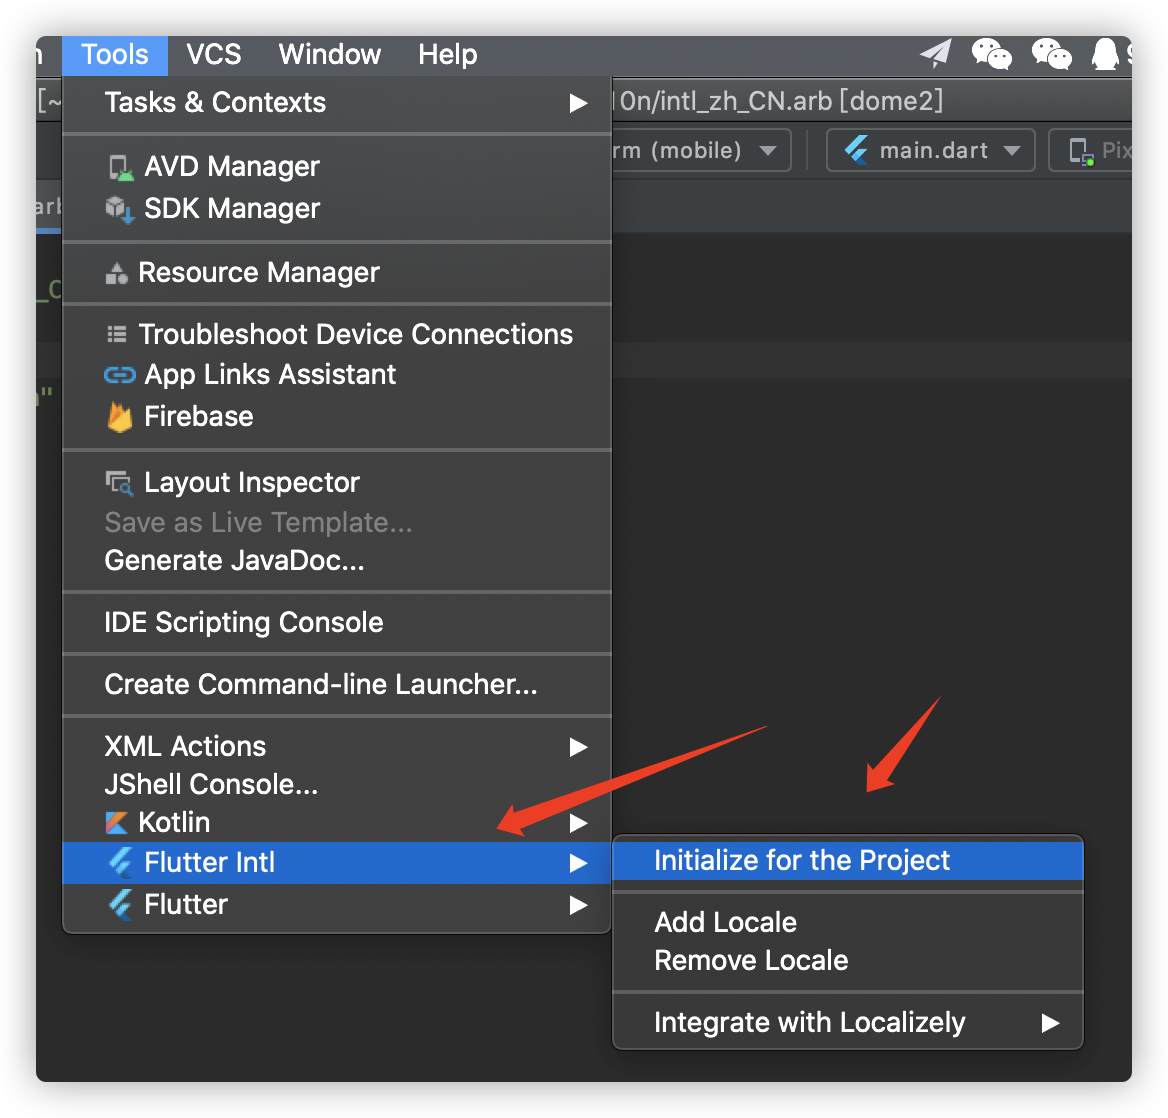 Tools VCS Window Help
Tasks & Contexts
10n/intl_zh_CN.arb [dome2]
AVD Manager
rm (mobile) main.dart Pix
SDK Manager
arb
Resource Manager
Troubleshoot Device Connections
App Links Assistant
Firebase
Layout Inspector
Save as Live Template...
Generate JavaDoc...
IDE Scripting Console
Create Command-line Launcher...
XML Actions
JShell Console...
Kotlin
Flutter Intl
Flutter
Initialize for the Project
Add Locale
Remove Locale
Integrate with Localizely